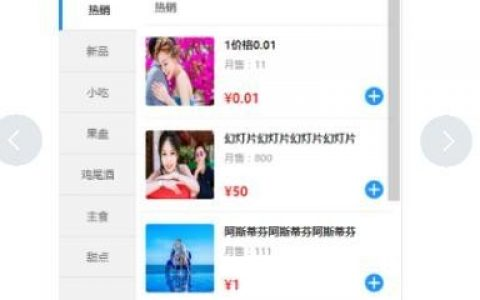 热销
新品
小吃
果盘
鸡尾酒
主食
甜点
热销
1价格0.01
月售：11
¥0.01
幻灯片幻灯片幻灯片幻灯片
月售：800
¥50
阿斯蒂芬阿斯蒂芬阿斯蒂芬
月售：111
¥1